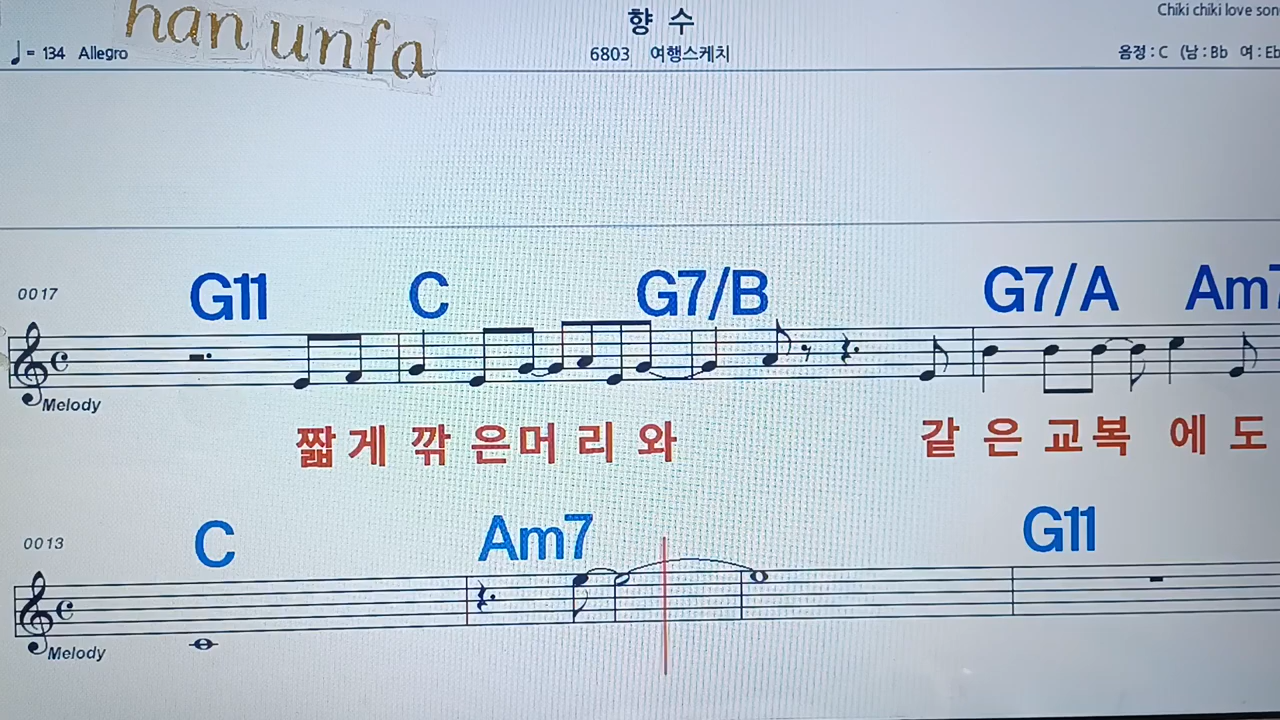 han unfa
향 수
Chiki chiki love son
♩= 134 Allegro
6803 여행스케치
음정 : C (남 : Bb 여 : Eb
0017
G11 C G7/B G7/A Am7
Melody
짧 게 깎 은머 리 와 같 은 교복 에 도
0013
C Am7 G11
Melody